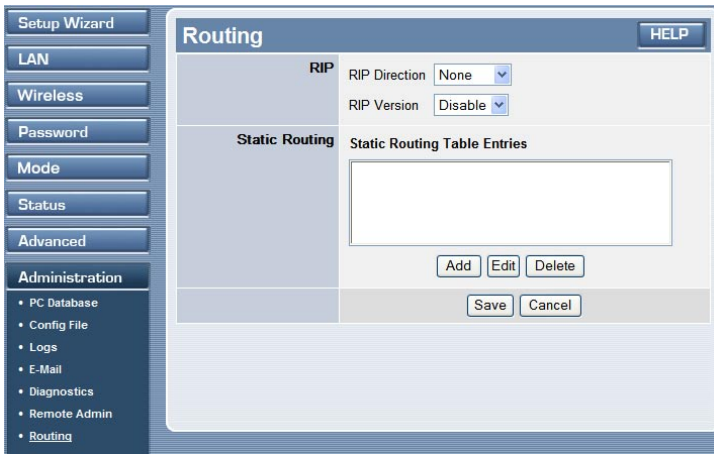 Setup Wizard
LAN
Wireless
Password
Mode
Status
Advanced
Administration
• PC Database
• Config File
• Logs
• E-Mail
• Diagnostics
• Remote Admin
• Routing
Routing
HELP
RIP
RIP Direction None
RIP Version Disable
Static Routing
Static Routing Table Entries
Add Edit Delete
Save Cancel